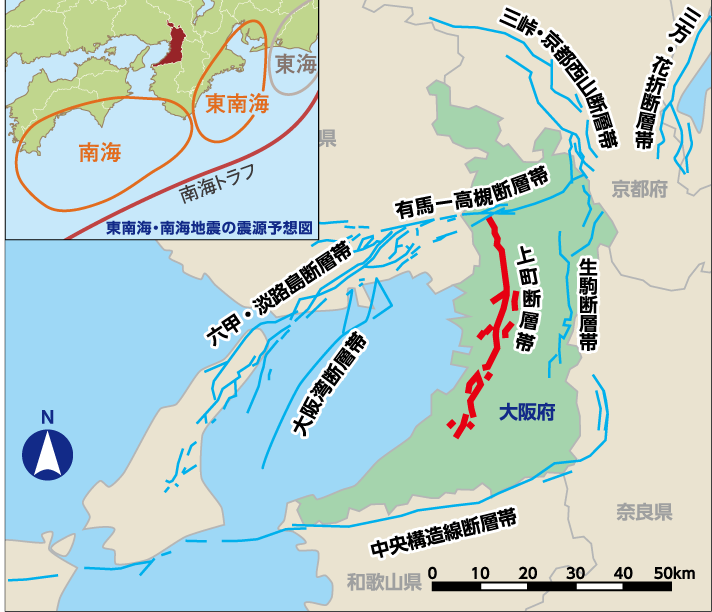 東海
東南海
南海
南海トラフ
東南海・南海地震の震源予想図
県
三峠・京都西山断層帯
三方・花折断層帯
京都府
有馬ー高槻断層帯
六甲・淡路島断層帯
上町断層帯
生駒断層帯
大阪湾断層帯
大阪府
N
奈良県
中央構造線断層帯
和歌山県
0 10 20 30 40 50km